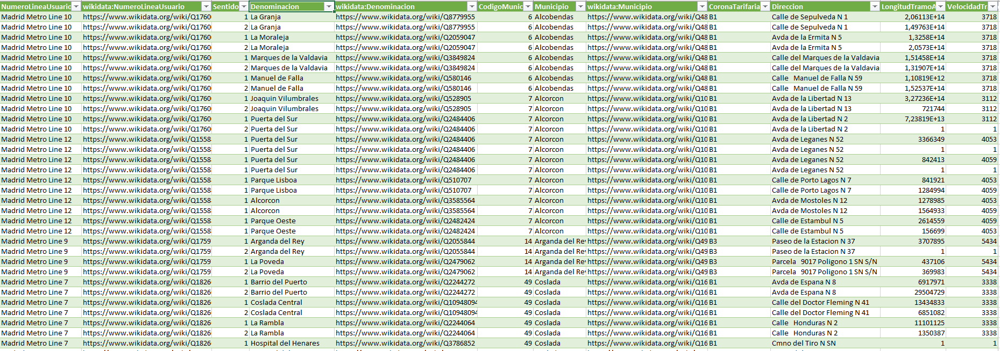 NumeroLineaUsuario wikidata:NumeroLineaUsuario Sentido Denominacion wikidata:Denominacion CodigoMunic Municipio wikidata:Municipio CoronaTarifaria Direccion LongitudTramoA VelocidadTr
Madrid Metro Line 10 https://www.wikidata.org/wiki/Q1760 1 La Granja https://www.wikidata.org/wiki/Q8779955 6 Alcobendas https://www.wikidata.org/wiki/Q48 B1 Calle de Sepulveda N 1 2,06113E+14 3718
Madrid Metro Line 10 https://www.wikidata.org/wiki/Q1760 2 La Granja https://www.wikidata.org/wiki/Q8779955 6 Alcobendas https://www.wikidata.org/wiki/Q48 B1 Calle de Sepulveda N 1 1,49763E+14 3718
Madrid Metro Line 10 https://www.wikidata.org/wiki/Q1760 1 La Moraleja https://www.wikidata.org/wiki/Q2059047 6 Alcobendas https://www.wikidata.org/wiki/Q48 B1 Avda de la Ermita N 5 1,3258E+14 3718
Madrid Metro Line 10 https://www.wikidata.org/wiki/Q1760 2 La Moraleja https://www.wikidata.org/wiki/Q2059047 6 Alcobendas https://www.wikidata.org/wiki/Q48 B1 Avda de la Ermita N 5 2,0573E+14 3718
Madrid Metro Line 10 https://www.wikidata.org/wiki/Q1760 1 Marques de la Valdavia https://www.wikidata.org/wiki/Q3849824 6 Alcobendas https://www.wikidata.org/wiki/Q48 B1 Calle del Marques de la Valdavia 1,51458E+14 3718
Madrid Metro Line 10 https://www.wikidata.org/wiki/Q1760 2 Marques de la Valdavia https://www.wikidata.org/wiki/Q3849824 6 Alcobendas https://www.wikidata.org/wiki/Q48 B1 Calle del Marques de la Valdavia 1,31907E+14 3718
Madrid Metro Line 10 https://www.wikidata.org/wiki/Q1760 1 Manuel de Falla https://www.wikidata.org/wiki/Q580146 6 Alcobendas https://www.wikidata.org/wiki/Q48 B1 Calle Manuel de Falla N 59 1,10819E+12 3718
Madrid Metro Line 10 https://www.wikidata.org/wiki/Q1760 2 Manuel de Falla https://www.wikidata.org/wiki/Q580146 6 Alcobendas https://www.wikidata.org/wiki/Q48 B1 Calle Manuel de Falla N 59 1,52537E+14 3718
Madrid Metro Line 10 https://www.wikidata.org/wiki/Q1760 1 Joaquin Vilumbrales https://www.wikidata.org/wiki/Q528905 7 Alcorcon https://www.wikidata.org/wiki/Q10 B1 Avda de la Libertad N 13 3,27236E+14 3112
Madrid Metro Line 10 https://www.wikidata.org/wiki/Q1760 2 Joaquin Vilumbrales https://www.wikidata.org/wiki/Q528905 7 Alcorcon https://www.wikidata.org/wiki/Q10 B1 Avda de la Libertad N 13 721744 3112
Madrid Metro Line 10 https://www.wikidata.org/wiki/Q1760 1 Puerta del Sur https://www.wikidata.org/wiki/Q2484406 7 Alcorcon https://www.wikidata.org/wiki/Q10 B1 Avda de la Libertad N 2 7,23819E+13 3112
Madrid Metro Line 10 https://www.wikidata.org/wiki/Q1760 2 Puerta del Sur https://www.wikidata.org/wiki/Q2484406 7 Alcorcon https://www.wikidata.org/wiki/Q10 B1 Avda de la Libertad N 2 1 1
Madrid Metro Line 12 https://www.wikidata.org/wiki/Q1558 1 Puerta del Sur https://www.wikidata.org/wiki/Q2484406 7 Alcorcon https://www.wikidata.org/wiki/Q10 B1 Avda de Leganes N 52 3366349 4053
Madrid Metro Line 12 https://www.wikidata.org/wiki/Q1558 1 Puerta del Sur https://www.wikidata.org/wiki/Q2484406 7 Alcorcon https://www.wikidata.org/wiki/Q10 B1 Avda de Leganes N 52 1 1
Madrid Metro Line 12 https://www.wikidata.org/wiki/Q1558 1 Puerta del Sur https://www.wikidata.org/wiki/Q2484406 7 Alcorcon https://www.wikidata.org/wiki/Q10 B1 Avda de Leganes N 52 842413 4059
Madrid Metro Line 12 https://www.wikidata.org/wiki/Q1558 1 Puerta del Sur https://www.wikidata.org/wiki/Q2484406 7 Alcorcon https://www.wikidata.org/wiki/Q10 B1 Avda de Leganes N 52 1 1
Madrid Metro Line 12 https://www.wikidata.org/wiki/Q1558 1 Parque Lisboa https://www.wikidata.org/wiki/Q510707 7 Alcorcon https://www.wikidata.org/wiki/Q10 B1 Calle de Porto Lagos N 7 841921 4053
Madrid Metro Line 12 https://www.wikidata.org/wiki/Q1558 1 Parque Lisboa https://www.wikidata.org/wiki/Q510707 7 Alcorcon https://www.wikidata.org/wiki/Q10 B1 Calle de Porto Lagos N 7 1284994 4059
Madrid Metro Line 12 https://www.wikidata.org/wiki/Q1558 1 Alcorcon https://www.wikidata.org/wiki/Q3585564 7 Alcorcon https://www.wikidata.org/wiki/Q10 B1 Avda de Mostoles N 12 1278985 4053
Madrid Metro Line 12 https://www.wikidata.org/wiki/Q1558 1 Alcorcon https://www.wikidata.org/wiki/Q3585564 7 Alcorcon https://www.wikidata.org/wiki/Q10 B1 Avda de Mostoles N 12 1564933 4059
Madrid Metro Line 12 https://www.wikidata.org/wiki/Q1558 1 Parque Oeste https://www.wikidata.org/wiki/Q2482424 7 Alcorcon https://www.wikidata.org/wiki/Q10 B1 Calle de Estambul N 5 2614559 4059
Madrid Metro Line 12 https://www.wikidata.org/wiki/Q1558 1 Parque Oeste https://www.wikidata.org/wiki/Q2482424 7 Alcorcon https://www.wikidata.org/wiki/Q10 B1 Calle de Estambul N 5 156699 4053
Madrid Metro Line 9 https://www.wikidata.org/wiki/Q1759 1 Arganda del Rey https://www.wikidata.org/wiki/Q2055844 14 Arganda del Rey https://www.wikidata.org/wiki/Q49 B3 Paseo de la Estacion N 37 3707895 5434
Madrid Metro Line 9 https://www.wikidata.org/wiki/Q1759 2 Arganda del Rey https://www.wikidata.org/wiki/Q2055844 14 Arganda del Rey https://www.wikidata.org/wiki/Q49 B3 Paseo de la Estacion N 37 1 1
Madrid Metro Line 9 https://www.wikidata.org/wiki/Q1759 1 La Poveda https://www.wikidata.org/wiki/Q2479062 14 Arganda del Rey https://www.wikidata.org/wiki/Q49 B3 Parcela 9017 Poligono 1 SN S/N 437106 5434
Madrid Metro Line 9 https://www.wikidata.org/wiki/Q1759 2 La Poveda https://www.wikidata.org/wiki/Q2479062 14 Arganda del Rey https://www.wikidata.org/wiki/Q49 B3 Parcela 9017 Poligono 1 SN S/N 369983 5434
Madrid Metro Line 7 https://www.wikidata.org/wiki/Q1826 1 Barrio del Puerto https://www.wikidata.org/wiki/Q2244272 49 Coslada https://www.wikidata.org/wiki/Q16 B1 Avda de Espana N 8 6917971 3338
Madrid Metro Line 7 https://www.wikidata.org/wiki/Q1826 2 Barrio del Puerto https://www.wikidata.org/wiki/Q2244272 49 Coslada https://www.wikidata.org/wiki/Q16 B1 Avda de Espana N 8 29504729 3338
Madrid Metro Line 7 https://www.wikidata.org/wiki/Q1826 1 Coslada Central https://www.wikidata.org/wiki/Q10948094 49 Coslada https://www.wikidata.org/wiki/Q16 B1 Calle del Doctor Fleming N 41 13434833 3338
Madrid Metro Line 7 https://www.wikidata.org/wiki/Q1826 2 Coslada Central https://www.wikidata.org/wiki/Q10948094 49 Coslada https://www.wikidata.org/wiki/Q16 B1 Calle del Doctor Fleming N 41 6851082 3338
Madrid Metro Line 7 https://www.wikidata.org/wiki/Q1826 1 La Rambla https://www.wikidata.org/wiki/Q2244064 49 Coslada https://www.wikidata.org/wiki/Q16 B1 Calle Honduras N 2 11101125 3338
Madrid Metro Line 7 https://www.wikidata.org/wiki/Q1826 2 La Rambla https://www.wikidata.org/wiki/Q2244064 49 Coslada https://www.wikidata.org/wiki/Q16 B1 Calle Honduras N 2 1350387 3338
Madrid Metro Line 7 https://www.wikidata.org/wiki/Q1826 1 Hospital del Henares https://www.wikidata.org/wiki/Q3786852 49 Coslada https://www.wikidata.org/wiki/Q16 B1 Cmno del Tiro N SN 1 1